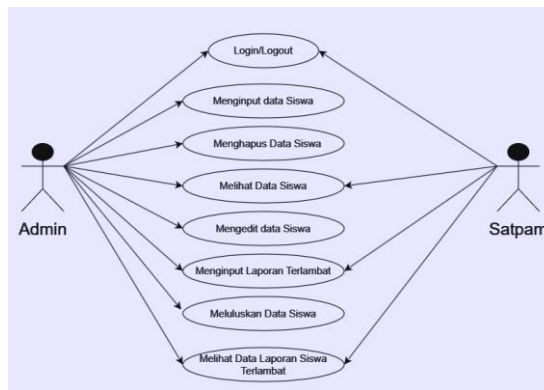 Login/Logout
Menginput data Siswa
Menghapus Data Siswa
Melihat Data Siswa
Admin
Satpam
Mengedit data Siswa
Menginput Laporan Terlambat
Meluluskan Data Siswa
Melihat Data Laporan Siswa
Terlambat